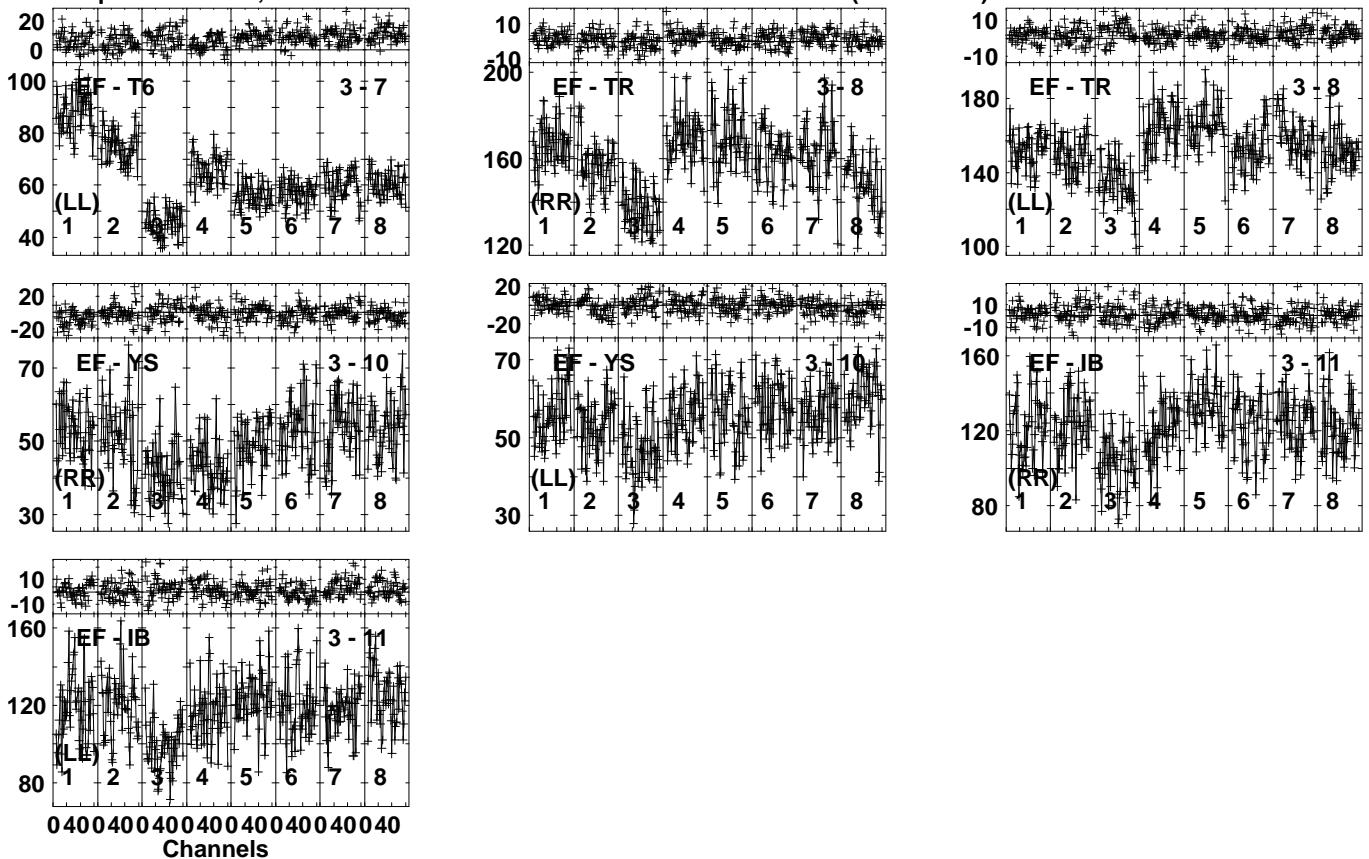 20
0
100
80
60
40
EF - T6 3 - 7
(LL)
1 2 3 4 5 6 7 8
10
-10
200
160
120
EF - TR 3 - 8
(RR)
1 2 3 4 5 6 7 8
10
-10
180
140
100
EF - TR 3 - 8
(LL)
1 2 3 4 5 6 7 8
20
-20
70
50
30
EF - YS 3 - 10
(RR)
1 2 3 4 5 6 7 8
20
-20
70
50
30
EF - YS 3 - 10
(LL)
1 2 3 4 5 6 7 8
10
-10
160
120
80
EF - IB 3 - 11
(RR)
1 2 3 4 5 6 7 8
10
-10
160
120
80
EF - IB 3 - 11
(LL)
1 2 3 4 5 6 7 8
0 40 0 40 0 40 0 40 0 40 0 40 0 40 0 40
Channels